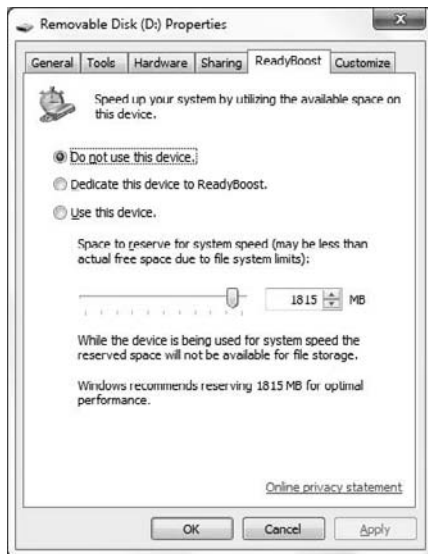 Removable Disk (D:) Properties
x
General Tools Hardware Sharing ReadyBoost Customize
Speed up your system by utilizing the available space on
this device.
Do not use this device.
Dedicate this device to ReadyBoost.
Use this device.
Space to reserve for system speed (may be less than
actual free space due to file system limits):
1815 MB
While the device is being used for system speed the
reserved space will not be available for file storage.
Windows recommends reserving 1815 MB for optimal
performance.
Online privacy statement
OK Cancel Apply